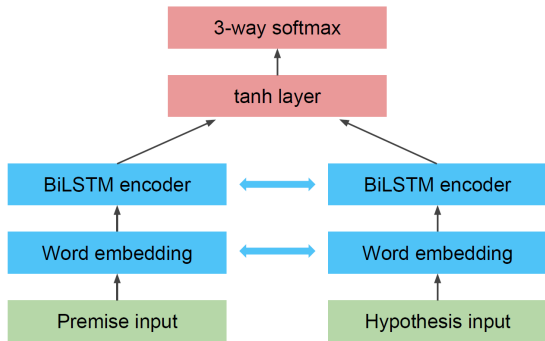 3-way softmax
tanh layer
BiLSTM encoder
BiLSTM encoder
Word embedding
Word embedding
Premise input
Hypothesis input